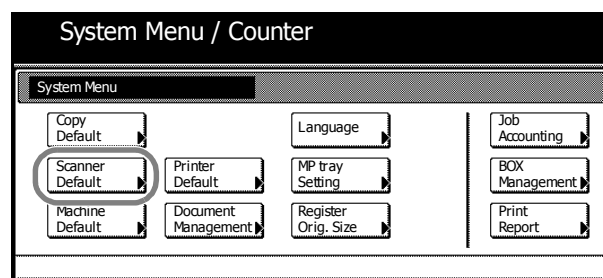 System Menu / Counter
System Menu
Copy
Default
Language
Job
Accounting
Scanner
Default
Printer
Default
MP tray
Setting
BOX
Management
Machine
Default
Document
Management
Register
Orig. Size
Print
Report